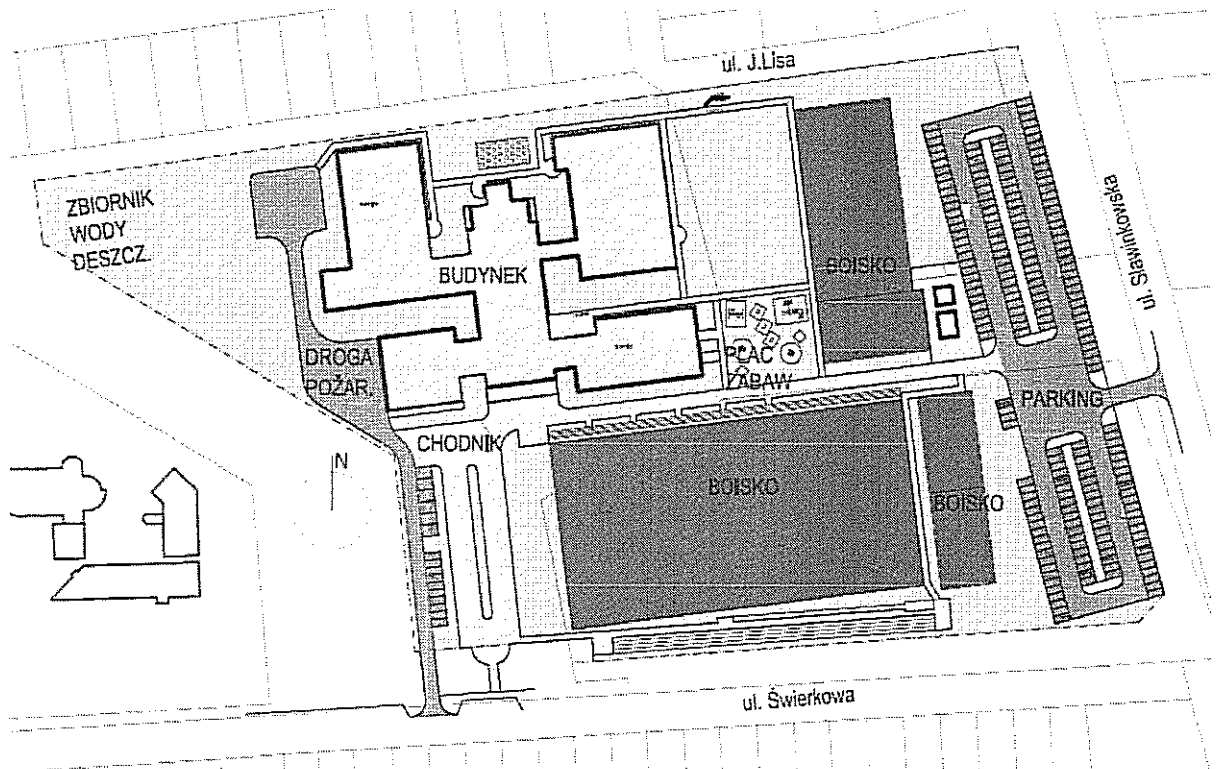 ul. J.Lisa
ZBIORNIK
WODY
DESZCZ.
ul. Sławinkowska
BUDYNEK
BOISKO
DROGA
POŻAR.
PLAC
ZABAW
PARKING
CHODNIK
N
BOISKO
BOISKO
ul. Świerkowa